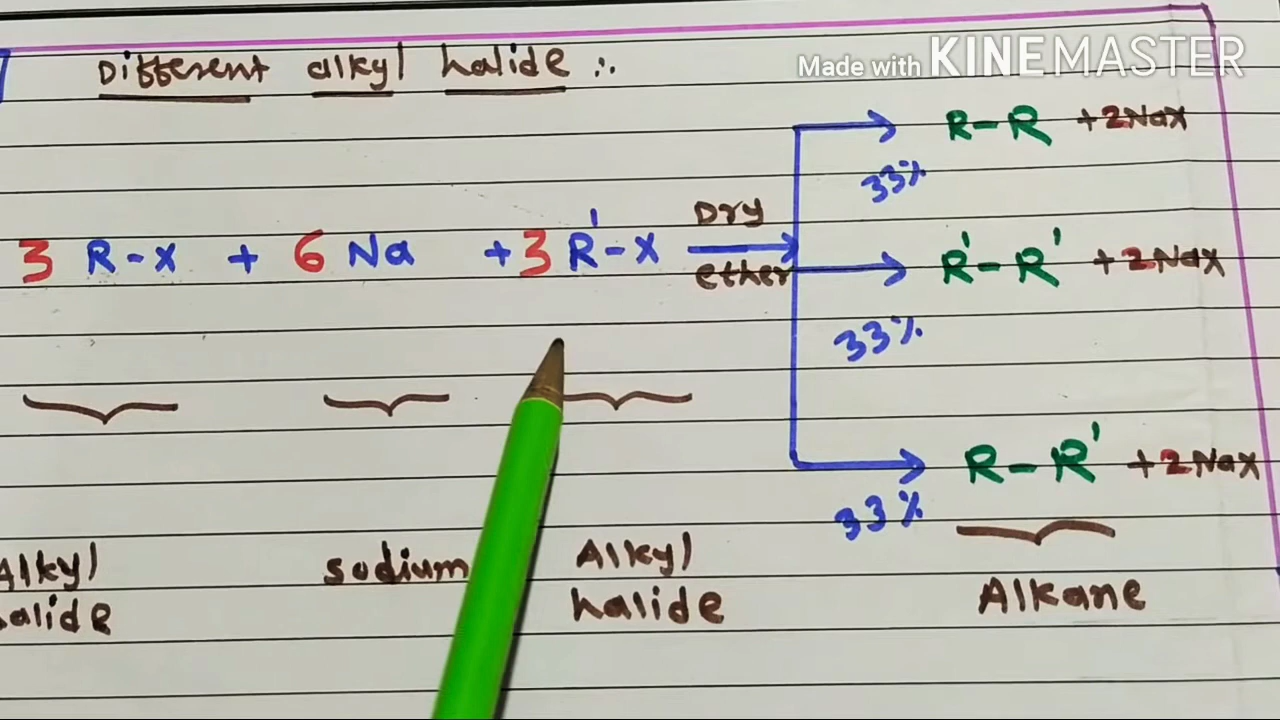 Different alkyl halide :.
Made with KINEMASTER
R-R +2NaX
33%
3 R-X + 6 Na +3 R'-X Dry ether
R'-R' +2NaX
33%
R-R' +2NaX
33%
Alkyl halide
sodium
Alkyl halide
Alkane